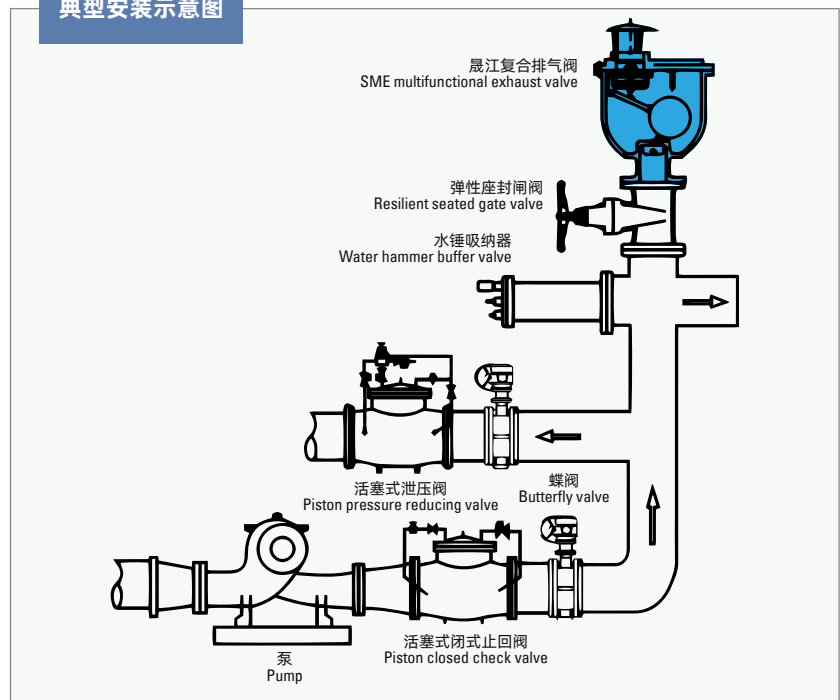 典型安装示意图
晟江复合排气阀
SME multifunctional exhaust valve
弹性座封闸阀
Resilient seated gate valve
水锤吸纳器
Water hammer buffer valve
活塞式泄压阀
Piston pressure reducing valve
蝶阀
Butterfly valve
活塞式闭式止回阀
Piston closed check valve
泵
Pump